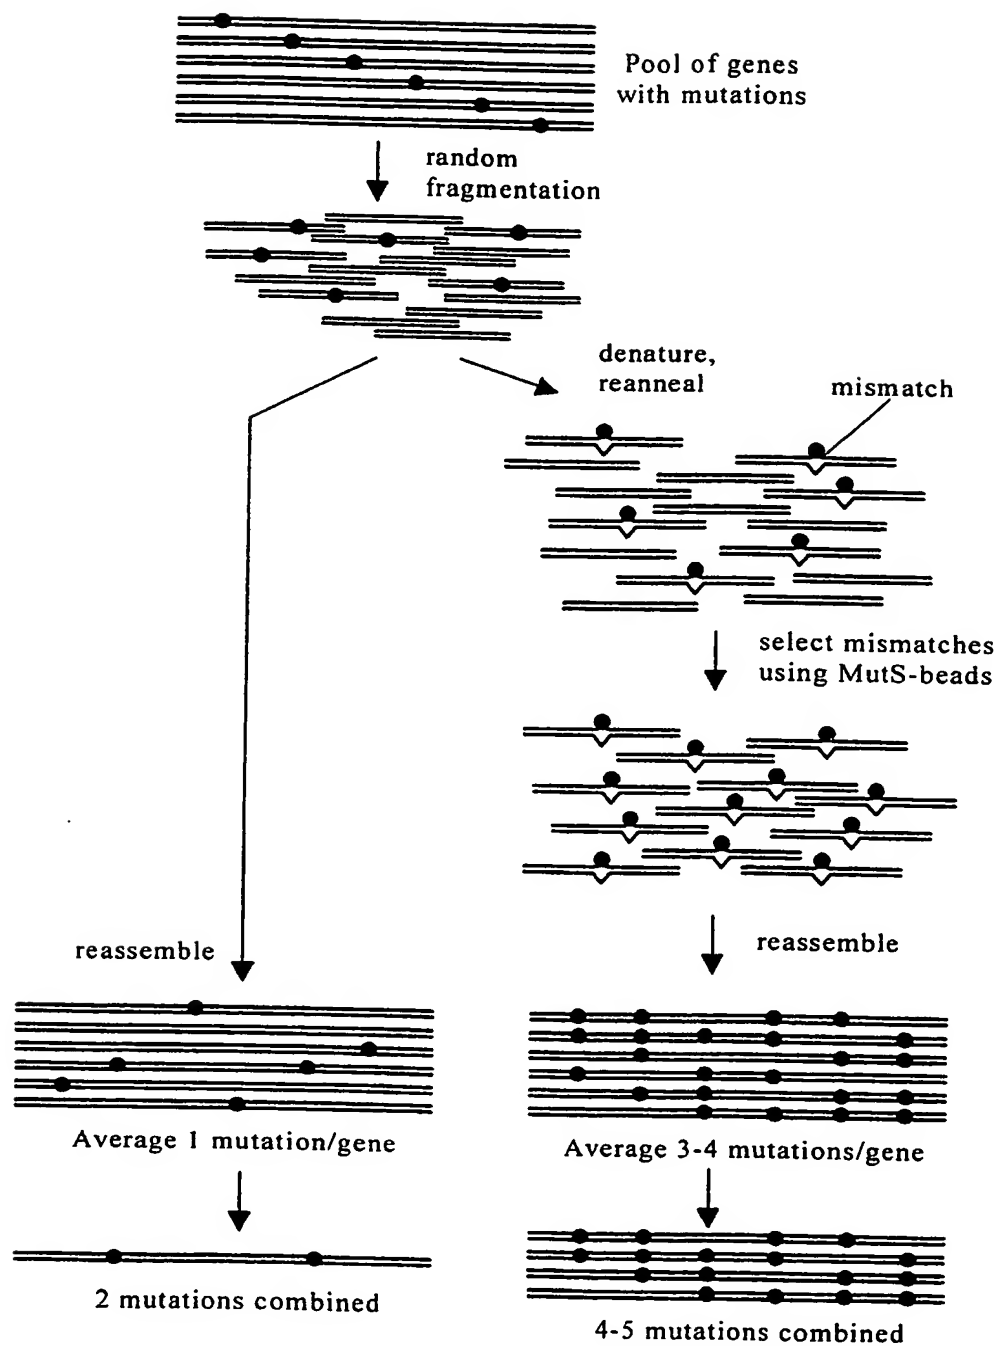 Pool of genes
with mutations
random
fragmentation
denature,
reanneal
mismatch
select mismatches
using MutS-beads
reassemble
reassemble
Average 1 mutation/gene
Average 3-4 mutations/gene
2 mutations combined
4-5 mutations combined